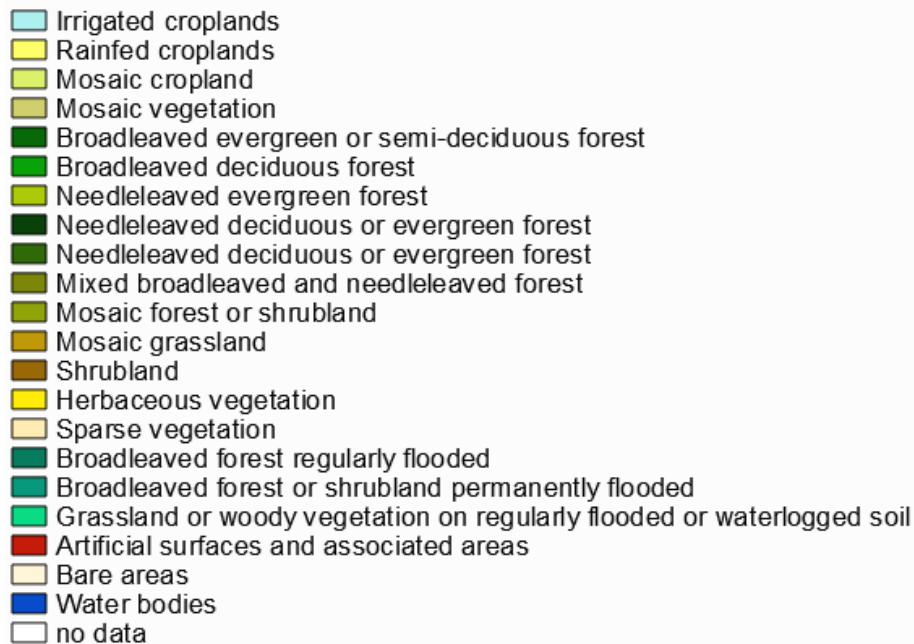 Irrigated croplands
Rainfed croplands
Mosaic cropland
Mosaic vegetation
Broadleaved evergreen or semi-deciduous forest
Broadleaved deciduous forest
Needleleaved evergreen forest
Needleleaved deciduous or evergreen forest
Needleleaved deciduous or evergreen forest
Mixed broadleaved and needleleaved forest
Mosaic forest or shrubland
Mosaic grassland
Shrubland
Herbaceous vegetation
Sparse vegetation
Broadleaved forest regularly flooded
Broadleaved forest or shrubland permanently flooded
Grassland or woody vegetation on regularly flooded or waterlogged soil
Artificial surfaces and associated areas
Bare areas
Water bodies
no data